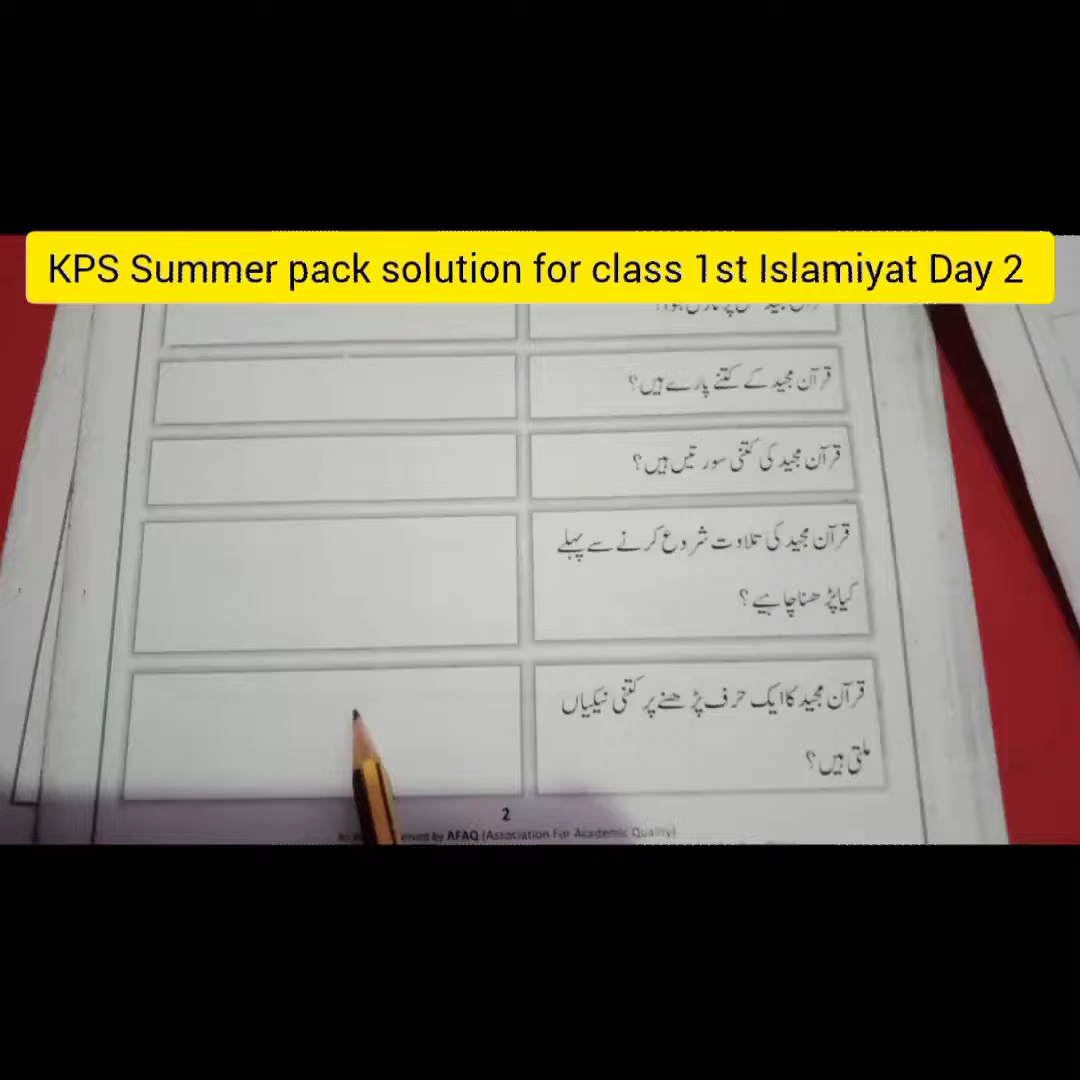 KPS Summer pack solution for class 1st Islamiyat Day 2
قرآن مجید کے کتنے پارے ہیں؟
قرآن مجید کی کتنی سورتیں ہیں؟
قرآن مجید کی تلاوت شروع کرنے سے پہلے
کیا پڑھنا چاہیے؟
قرآن مجید کا ایک حرف پڑھنے پر کتنی نیکیاں
ملتی ہیں؟
2
by AFAQ (Association For Academic Quality)